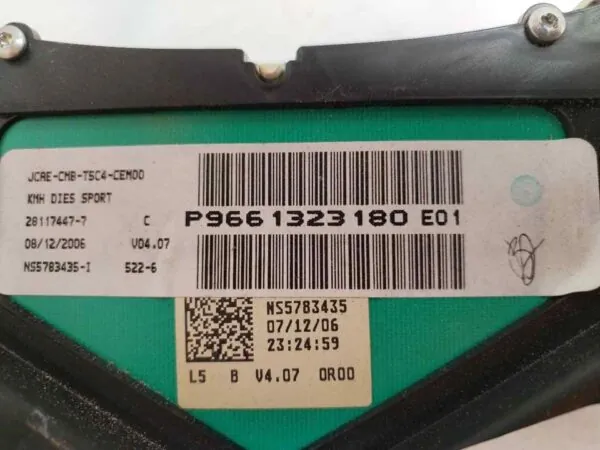 JCAE-CMB-T5C4-CEM00
KMH DIES SPORT
28117447-7 C
08/12/2006 V04.07
NS5783435-I 522-6
P9661323180 E01
NS5783435
07/12/06
23:24:59
L5 B V4.07 0R00